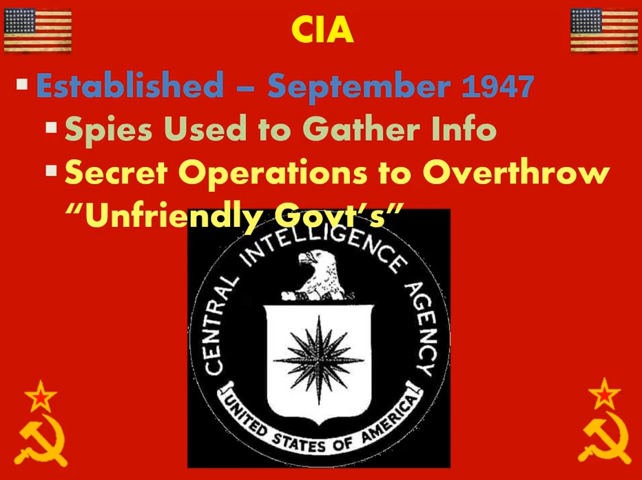 CIA
▪Established – September 1947
▪Spies Used to Gather Info
▪Secret Operations to Overthrow
“Unfriendly Govt’s”
CENTRAL INTELLIGENCE AGENCY
UNITED STATES OF AMERICA